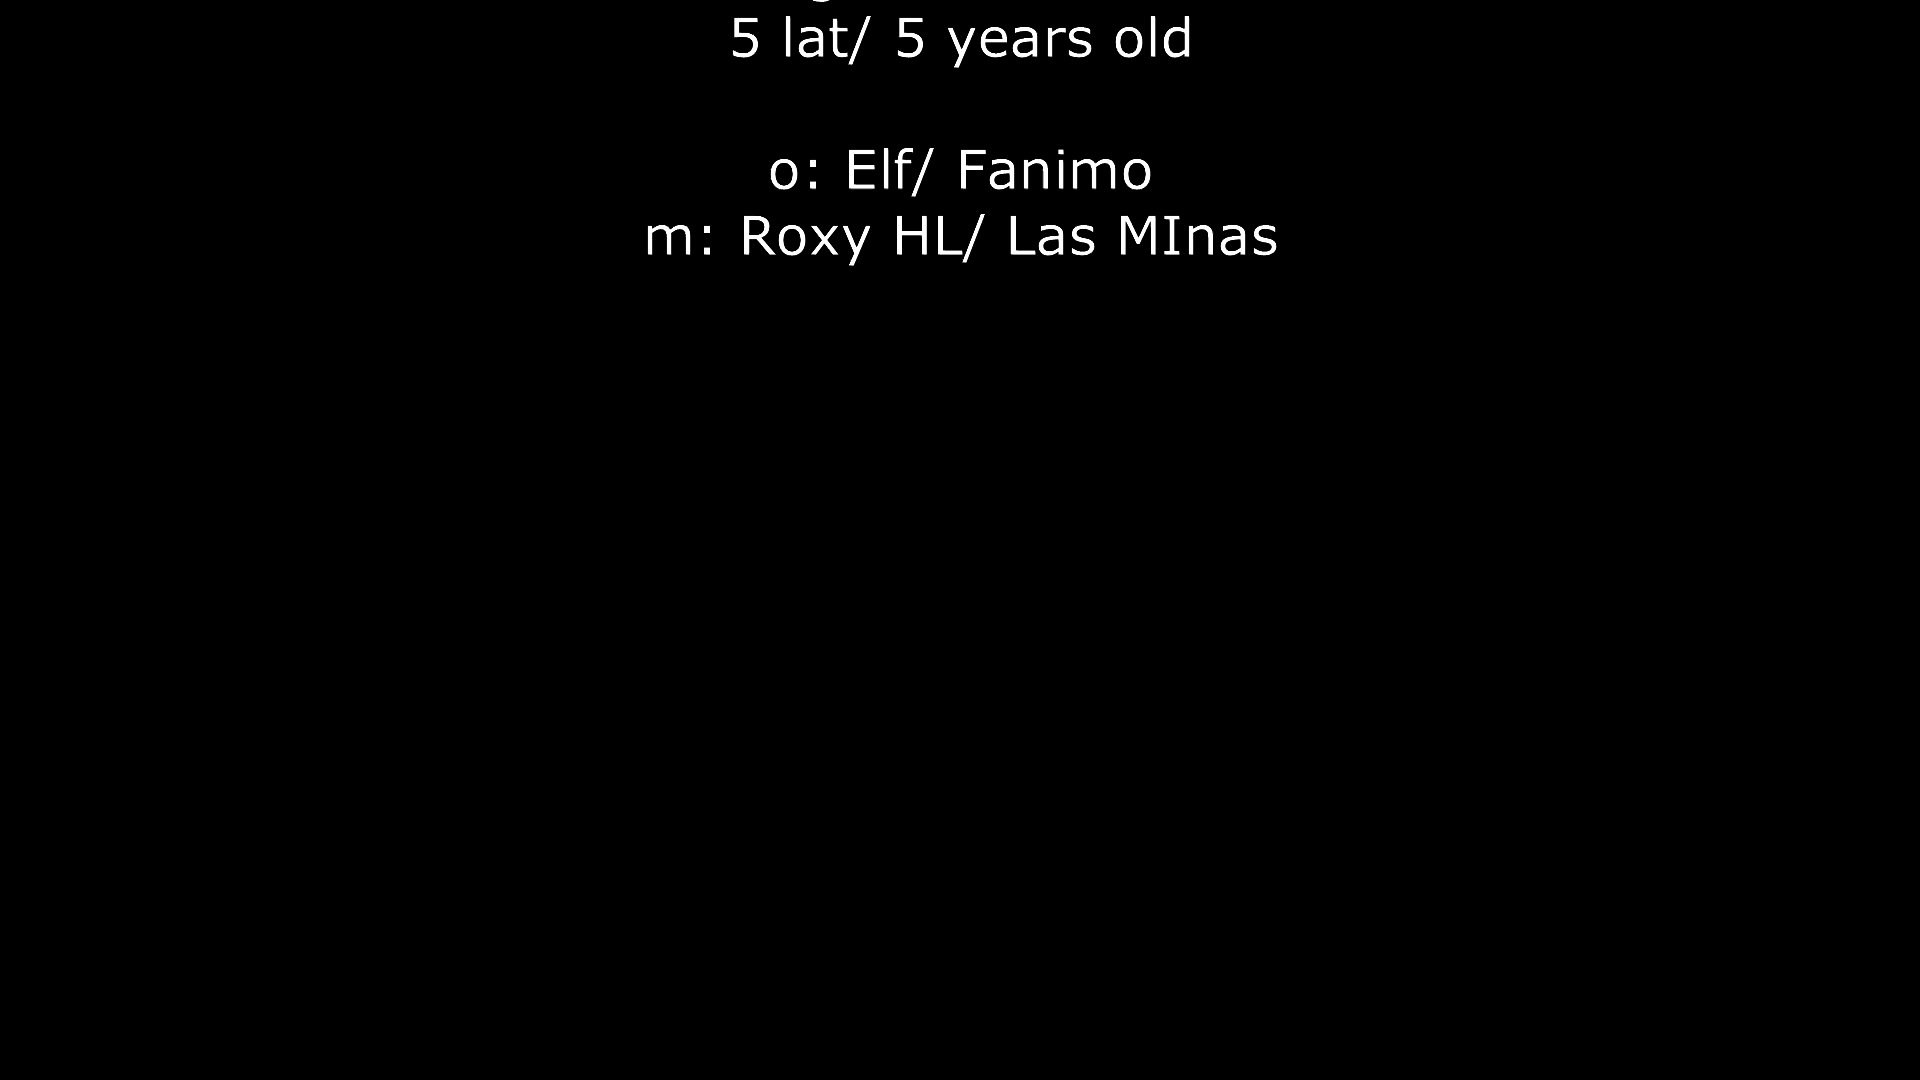 5 lat/ 5 years old
o: Elf/ Fanimo
m: Roxy HL/ Las MInas